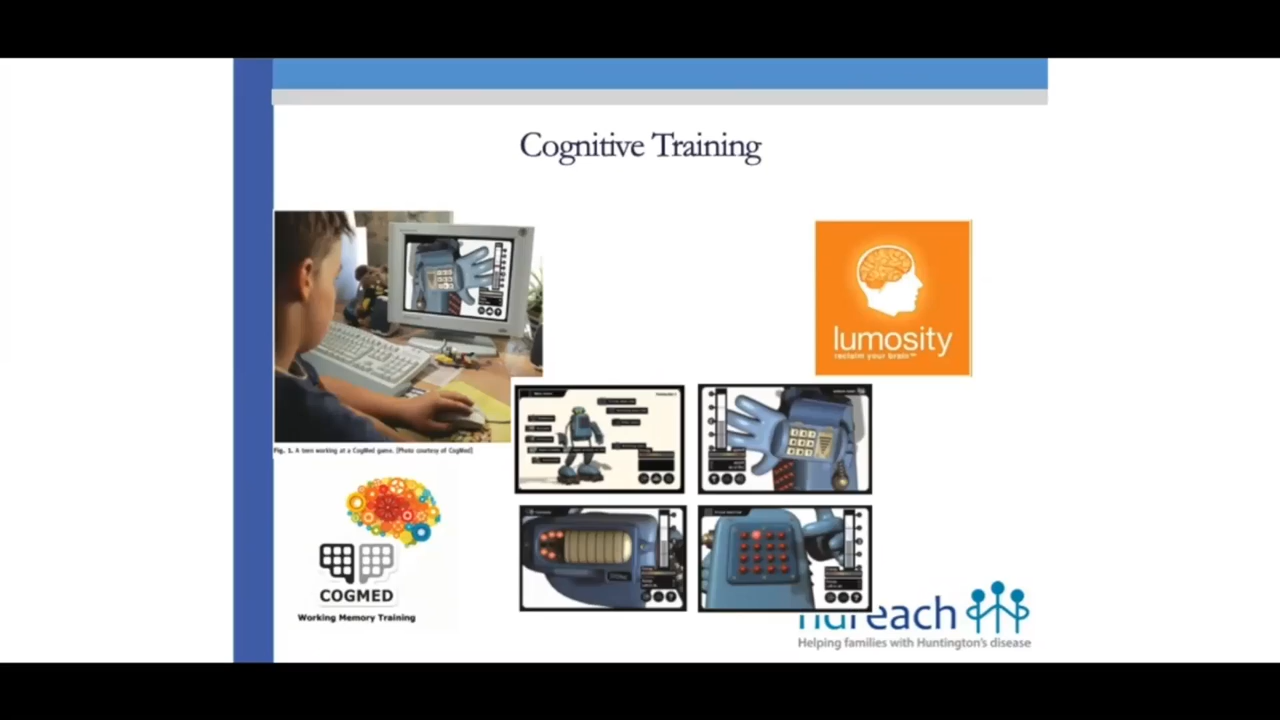 Cognitive Training
lumosity
reclaim your brain™
Fig. 1. A teen working at a CogMed game. [Photo courtesy of CogMed]
COGMED
Working Memory Training
reach
Helping families with Huntington's disease